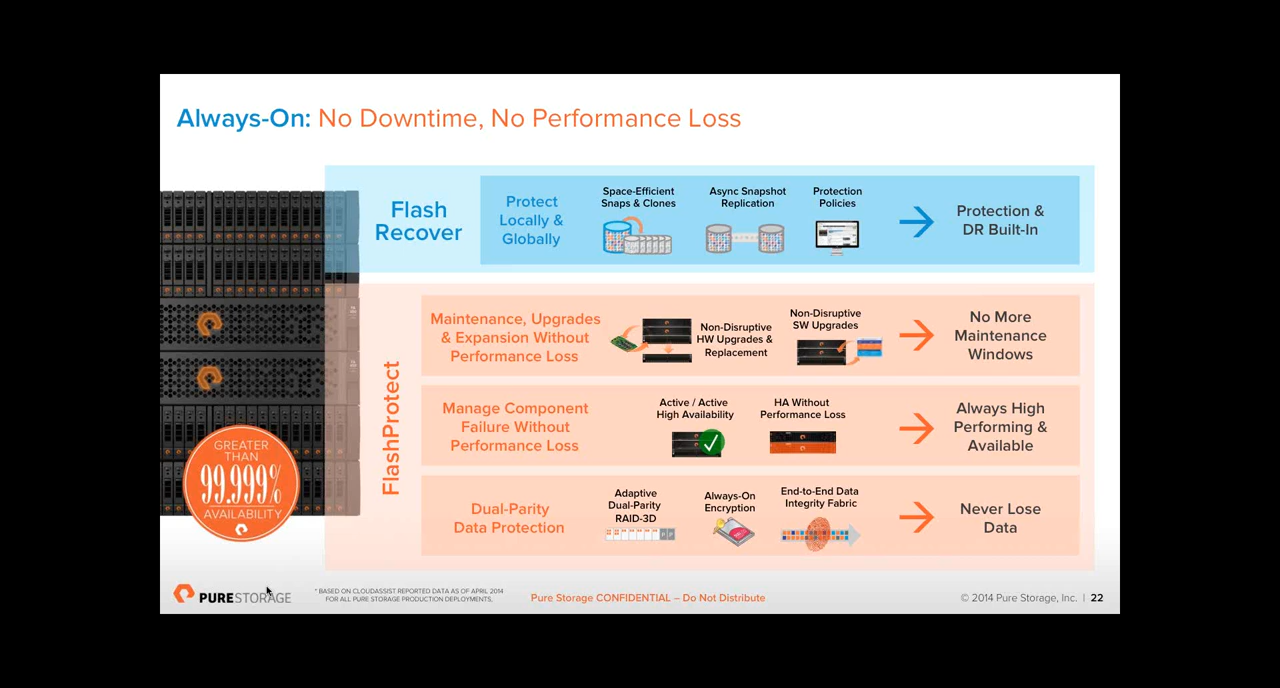 Always-On: No Downtime, No Performance Loss
Flash
Recover
Protect
Locally &
Globally
Space-Efficient
Snaps & Clones
Async Snapshot
Replication
Protection
Policies
Protection &
DR Built-In
FlashProtect
Maintenance, Upgrades
& Expansion Without
Performance Loss
Non-Disruptive
HW Upgrades &
Replacement
Non-Disruptive
SW Upgrades
No More
Maintenance
Windows
Manage Component
Failure Without
Performance Loss
Active / Active
High Availability
HA Without
Performance Loss
Always High
Performing &
Available
Dual-Parity
Data Protection
Adaptive
Dual-Parity
RAID-3D
P P
Always-On
Encryption
End-to-End Data
Integrity Fabric
Never Lose
Data
GREATER
THAN
99.999%
AVAILABILITY
PURESTORAGE
* BASED ON CLOUDASSIST REPORTED DATA AS OF APRIL 2014
FOR ALL PURE STORAGE PRODUCTION DEPLOYMENTS.
Pure Storage CONFIDENTIAL – Do Not Distribute
© 2014 Pure Storage, Inc. | 22